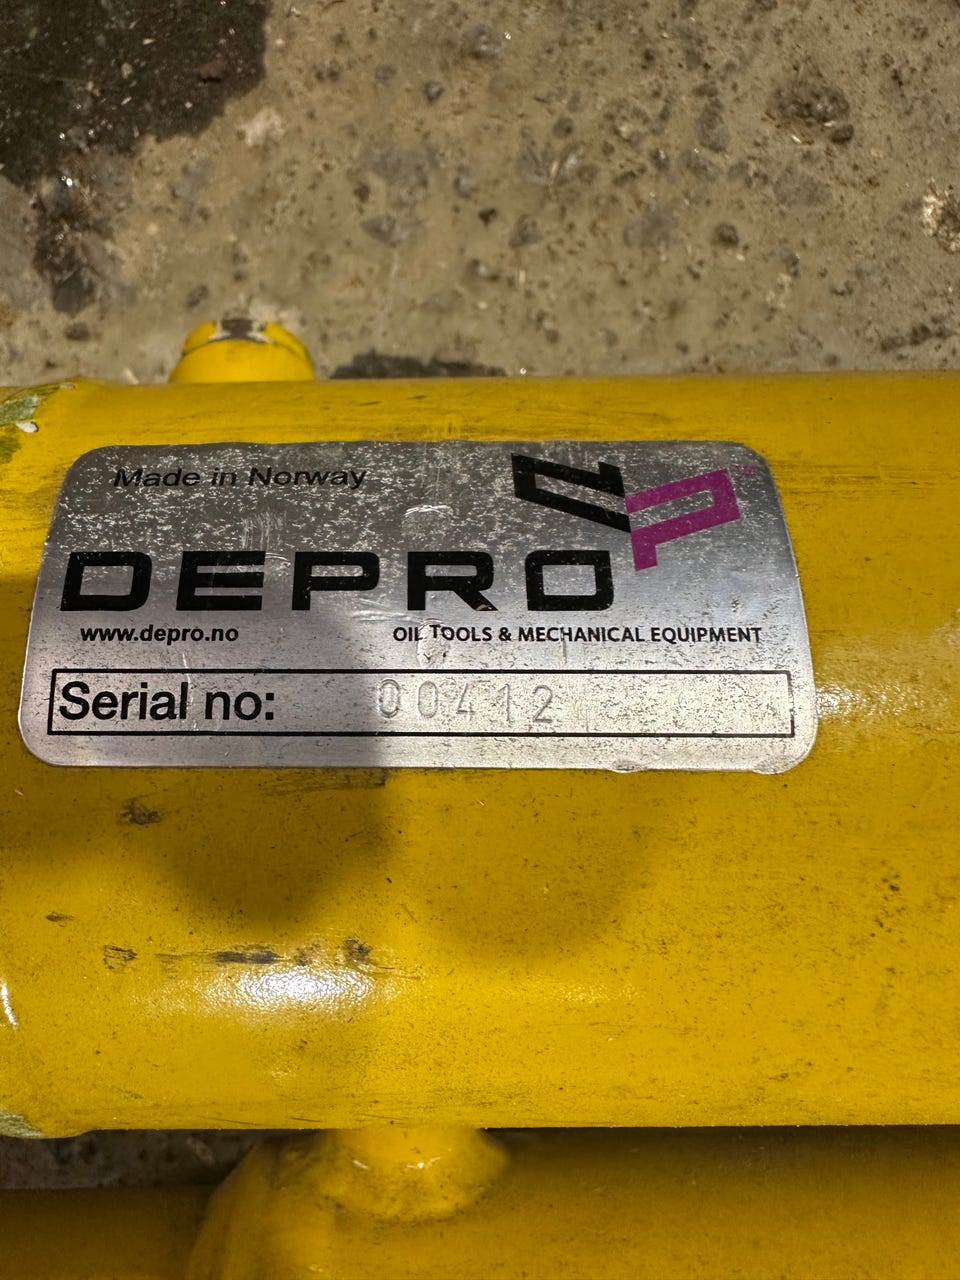 Made in Norway
DEPRO
www.depro.no OIL TOOLS & MECHANICAL EQUIPMENT
Serial no: 00412